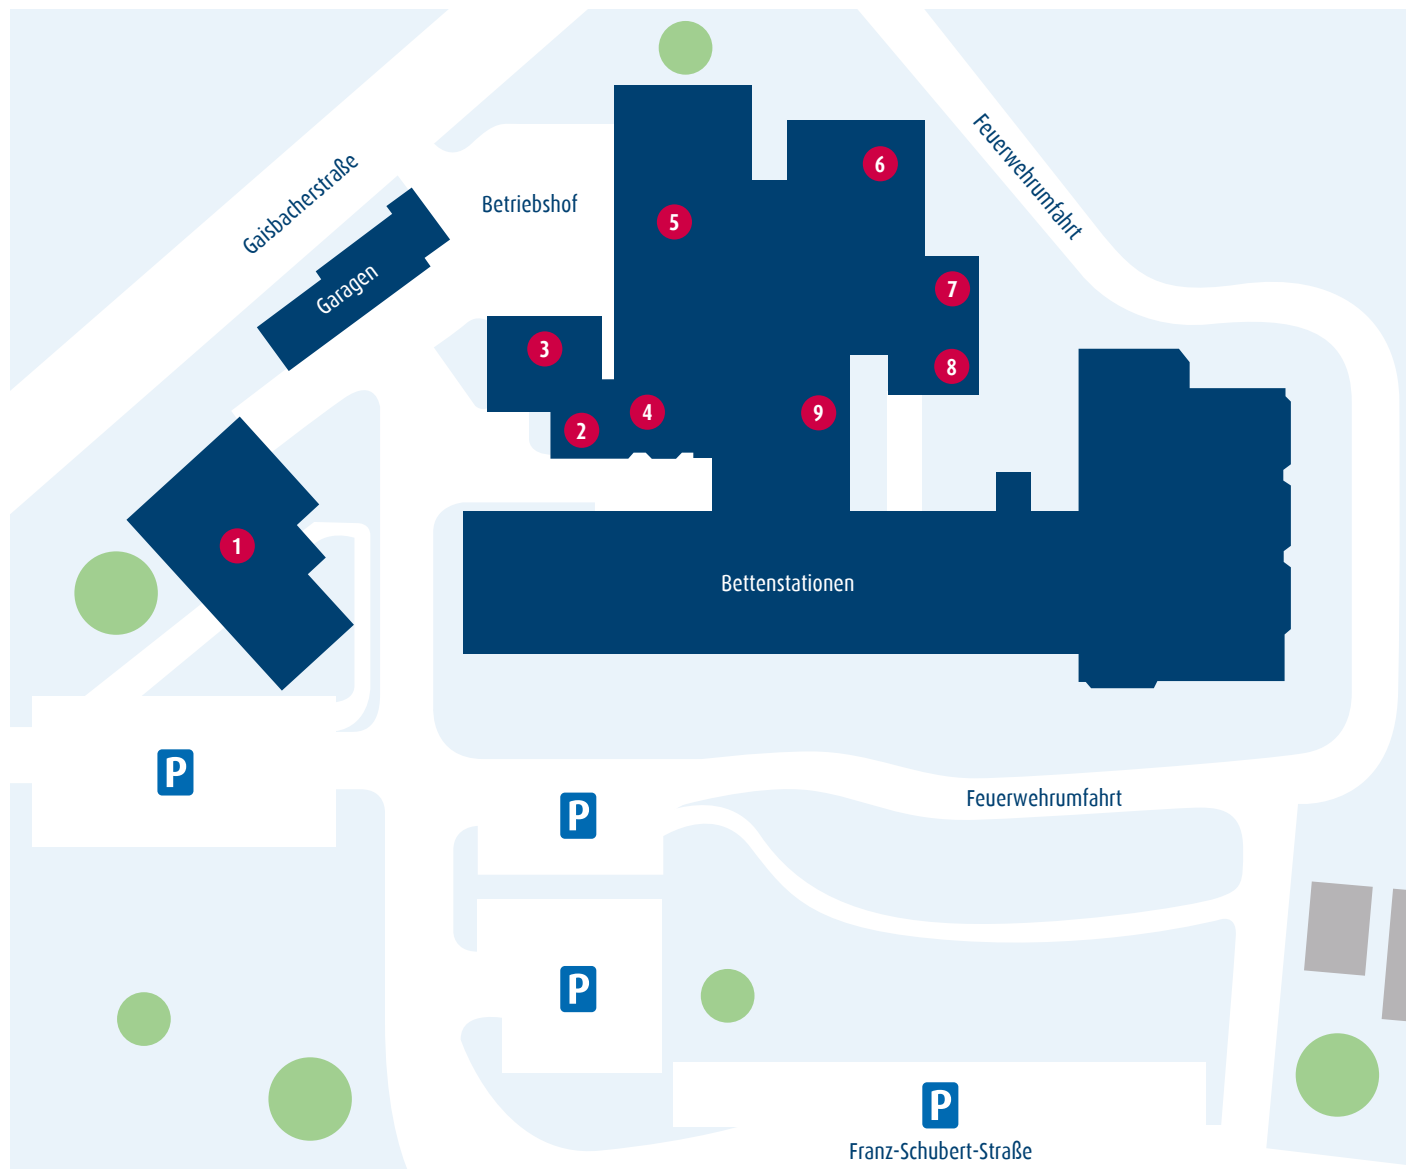 Feuerwehrumfahrt
Gaisbacherstraße
6
Betriebshof
5
Garagen
7
3
8
4
9
2
1
Bettenstationen
P
Feuerwehrumfahrt
P
P
P
Franz-Schubert-Straße